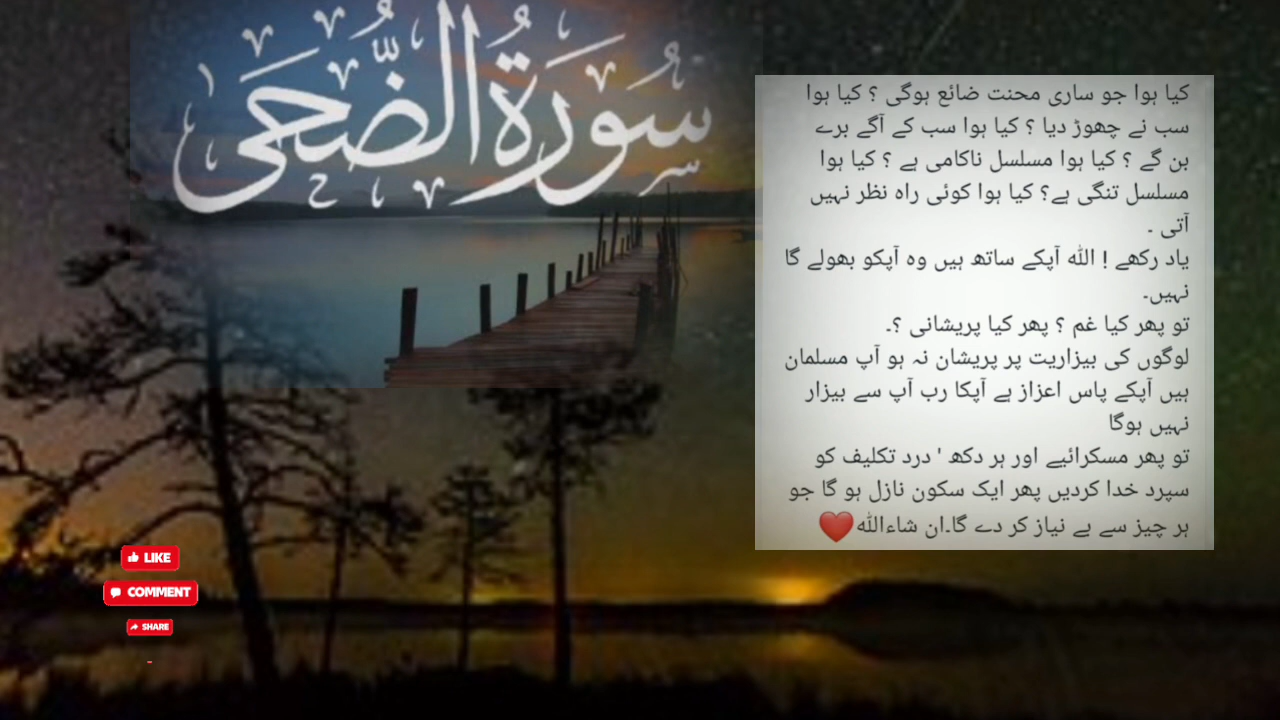 سورة الضحى
کیا ہوا جو ساری محنت ضائع ہوگی ؟ کیا ہوا
سب نے چھوڑ دیا ؟ کیا ہوا سب کے آگے برے
بن گے ؟ کیا ہوا مسلسل ناکامی ہے ؟ کیا ہوا
مسلسل تنگی ہے؟ کیا ہوا کوئی راہ نظر نہیں
آتی ۔
یاد رکھے ! اللّٰه آپکے ساتھ ہیں وہ آپکو بھولے گا
نہیں۔
تو پھر کیا غم ؟ پھر کیا پریشانی ؟۔
لوگوں کی بیزاریت پر پریشان نہ ہو آپ مسلمان
ہیں آپکے پاس اعزاز ہے آپکا رب آپ سے بیزار
نہیں ہوگا
تو پھر مسکرائیے اور ہر دکھ ' درد تکلیف کو
سپرد خدا کردیں پھر ایک سکون نازل ہو گا جو
ہر چیز سے بے نیاز کر دے گا۔ان شاءاللّٰه❤️
LIKE
COMMENT
SHARE